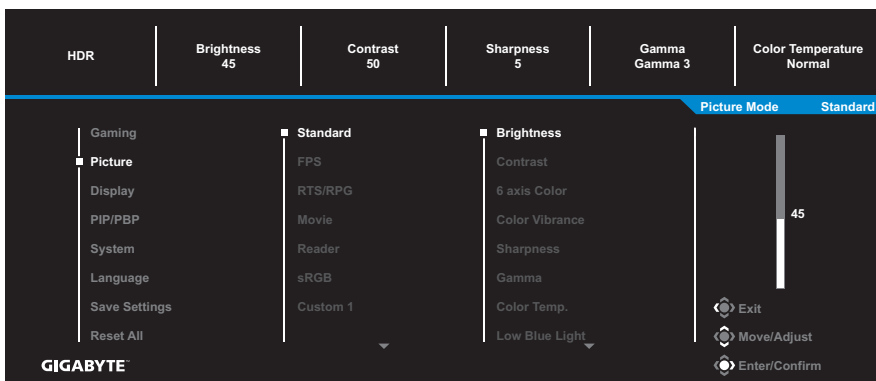 HDR
Brightness
45
Contrast
50
Sharpness
5
Gamma
Gamma 3
Color Temperature
Normal
Picture Mode Standard
Gaming
Picture
Display
PIP/PBP
System
Language
Save Settings
Reset All
Standard
FPS
RTS/RPG
Movie
Reader
sRGB
Custom 1
Brightness
Contrast
6 axis Color
Color Vibrance
Sharpness
Gamma
Color Temp.
Low Blue Light
45
Exit
Move/Adjust
Enter/Confirm
GIGABYTE™